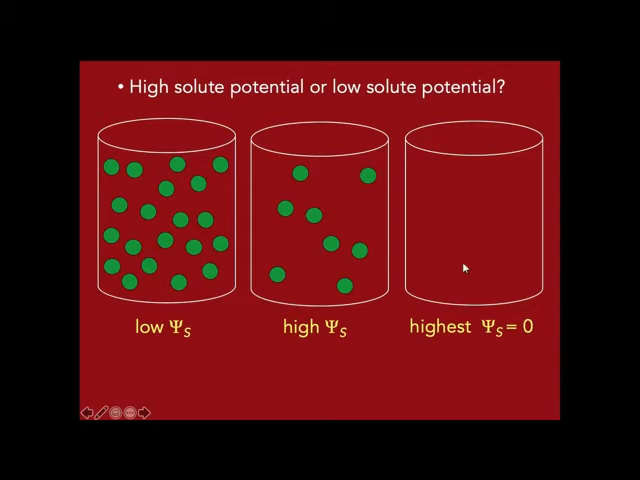 • High solute potential or low solute potential?
low Ψs
high Ψs
highest Ψs = 0